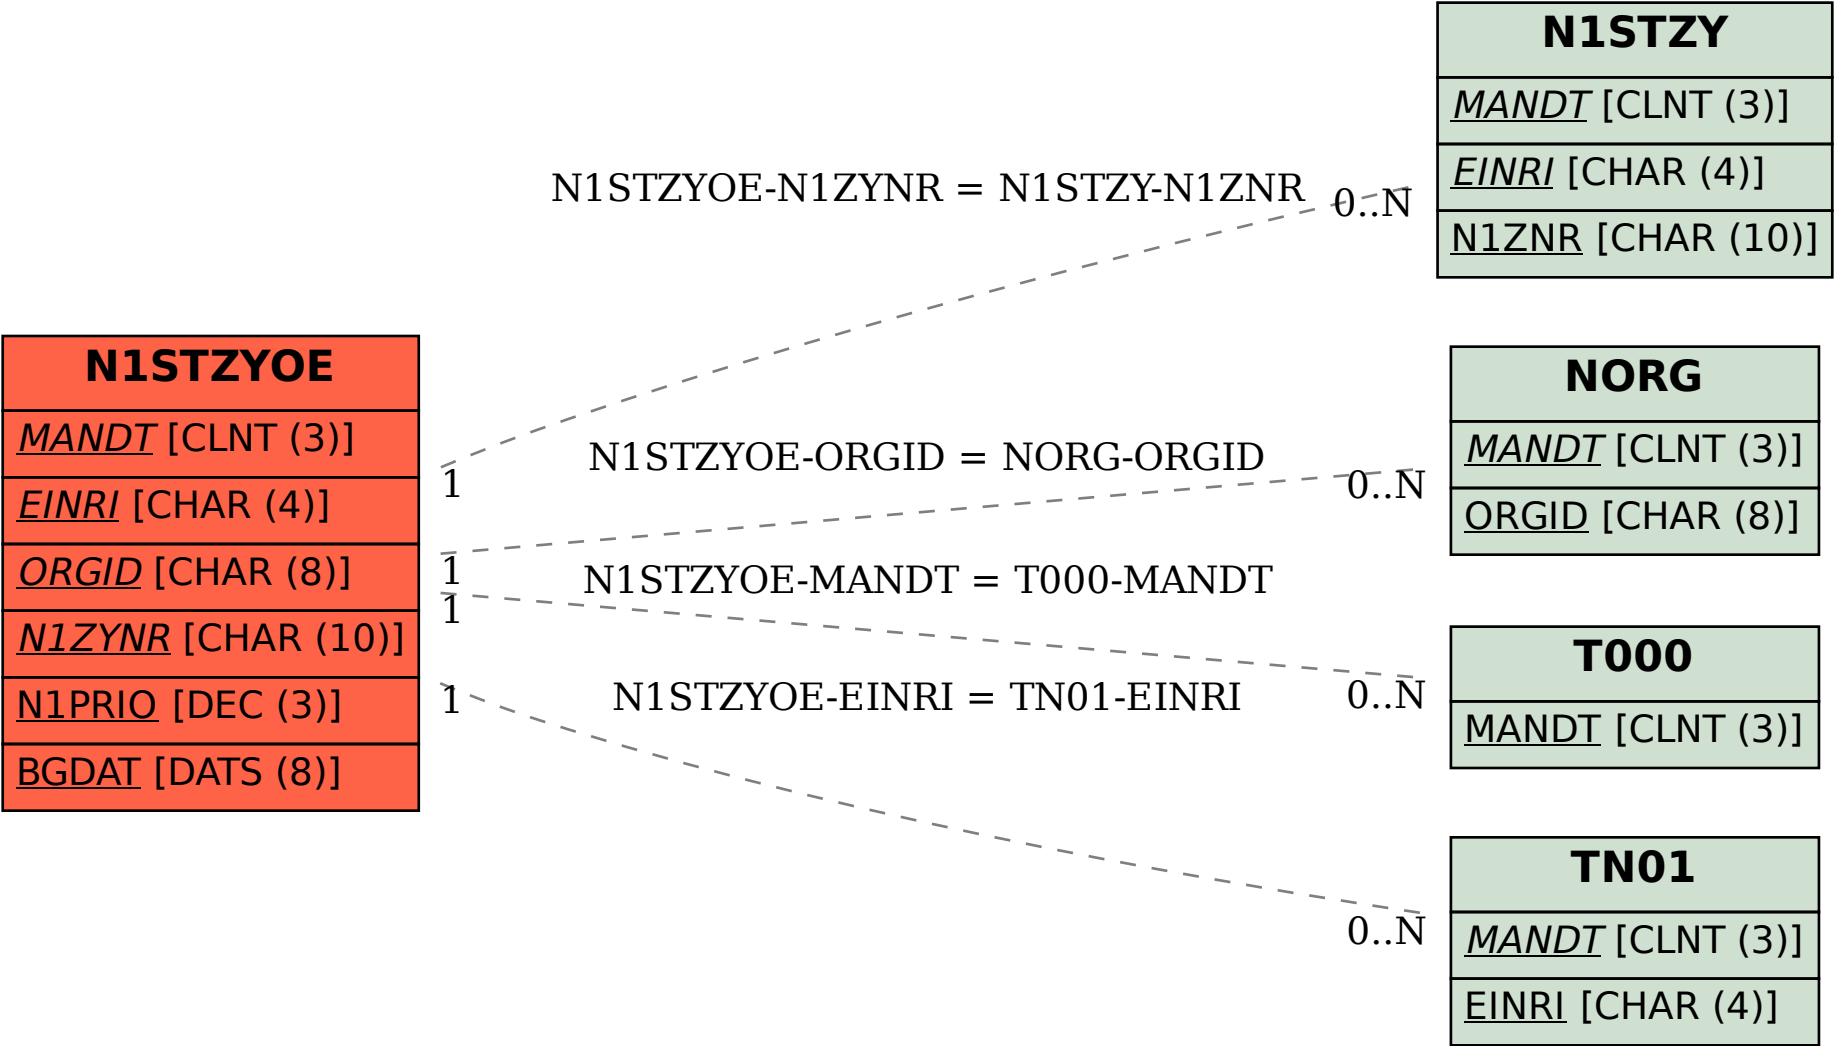 N1STZY
MANDT [CLNT (3)]
EINRI [CHAR (4)]
N1ZNR [CHAR (10)]
N1STZYOE-N1ZYNR = N1STZY-N1ZNR
0..N
1
N1STZYOE
MANDT [CLNT (3)]
EINRI [CHAR (4)]
ORGID [CHAR (8)]
N1ZYNR [CHAR (10)]
N1PRIO [DEC (3)]
BGDAT [DATS (8)]
N1STZYOE-ORGID = NORG-ORGID
0..N
1
NORG
MANDT [CLNT (3)]
ORGID [CHAR (8)]
N1STZYOE-MANDT = T000-MANDT
1
0..N
T000
MANDT [CLNT (3)]
N1STZYOE-EINRI = TN01-EINRI
1
0..N
TN01
MANDT [CLNT (3)]
EINRI [CHAR (4)]